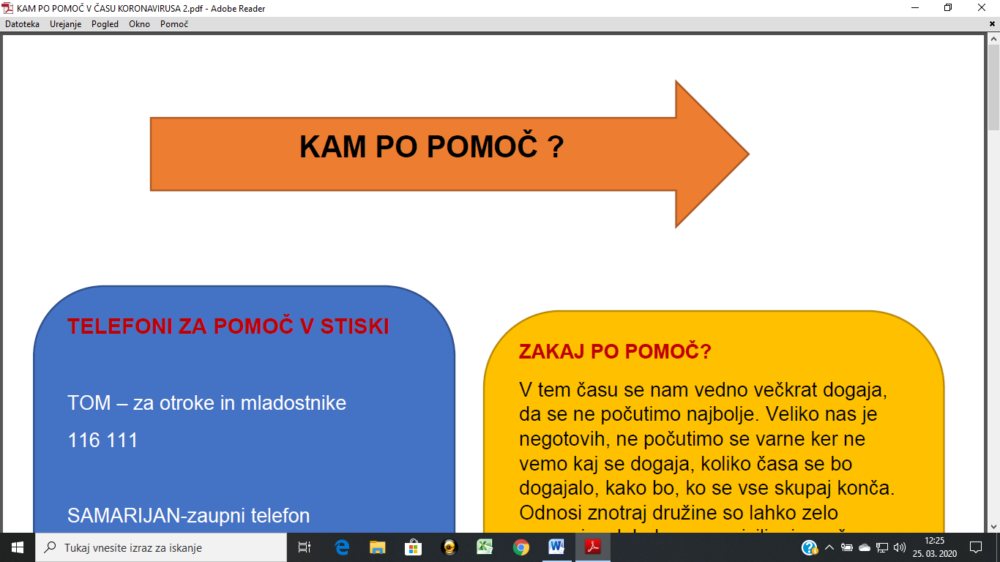 KAM PO POMOČ V ČASU KORONAVIRUSA 2.pdf - Adobe Reader
Datoteka Urejanje Pogled Okno Pomoč
KAM PO POMOČ ?
TELEFONI ZA POMOČ V STISKI
TOM – za otroke in mladostnike
116 111
SAMARIJAN-zaupni telefon
ZAKAJ PO POMOČ?
V tem času se nam vedno večkrat dogaja,
da se ne počutimo najbolje. Veliko nas je
negotovih, ne počutimo se varne ker ne
vemo kaj se dogaja, koliko časa se bo
dogajalo, kako bo, ko se vse skupaj konča.
Odnosi znotraj družine so lahko zelo
Tukaj vnesite izraz za iskanje
12:25
25. 03. 2020